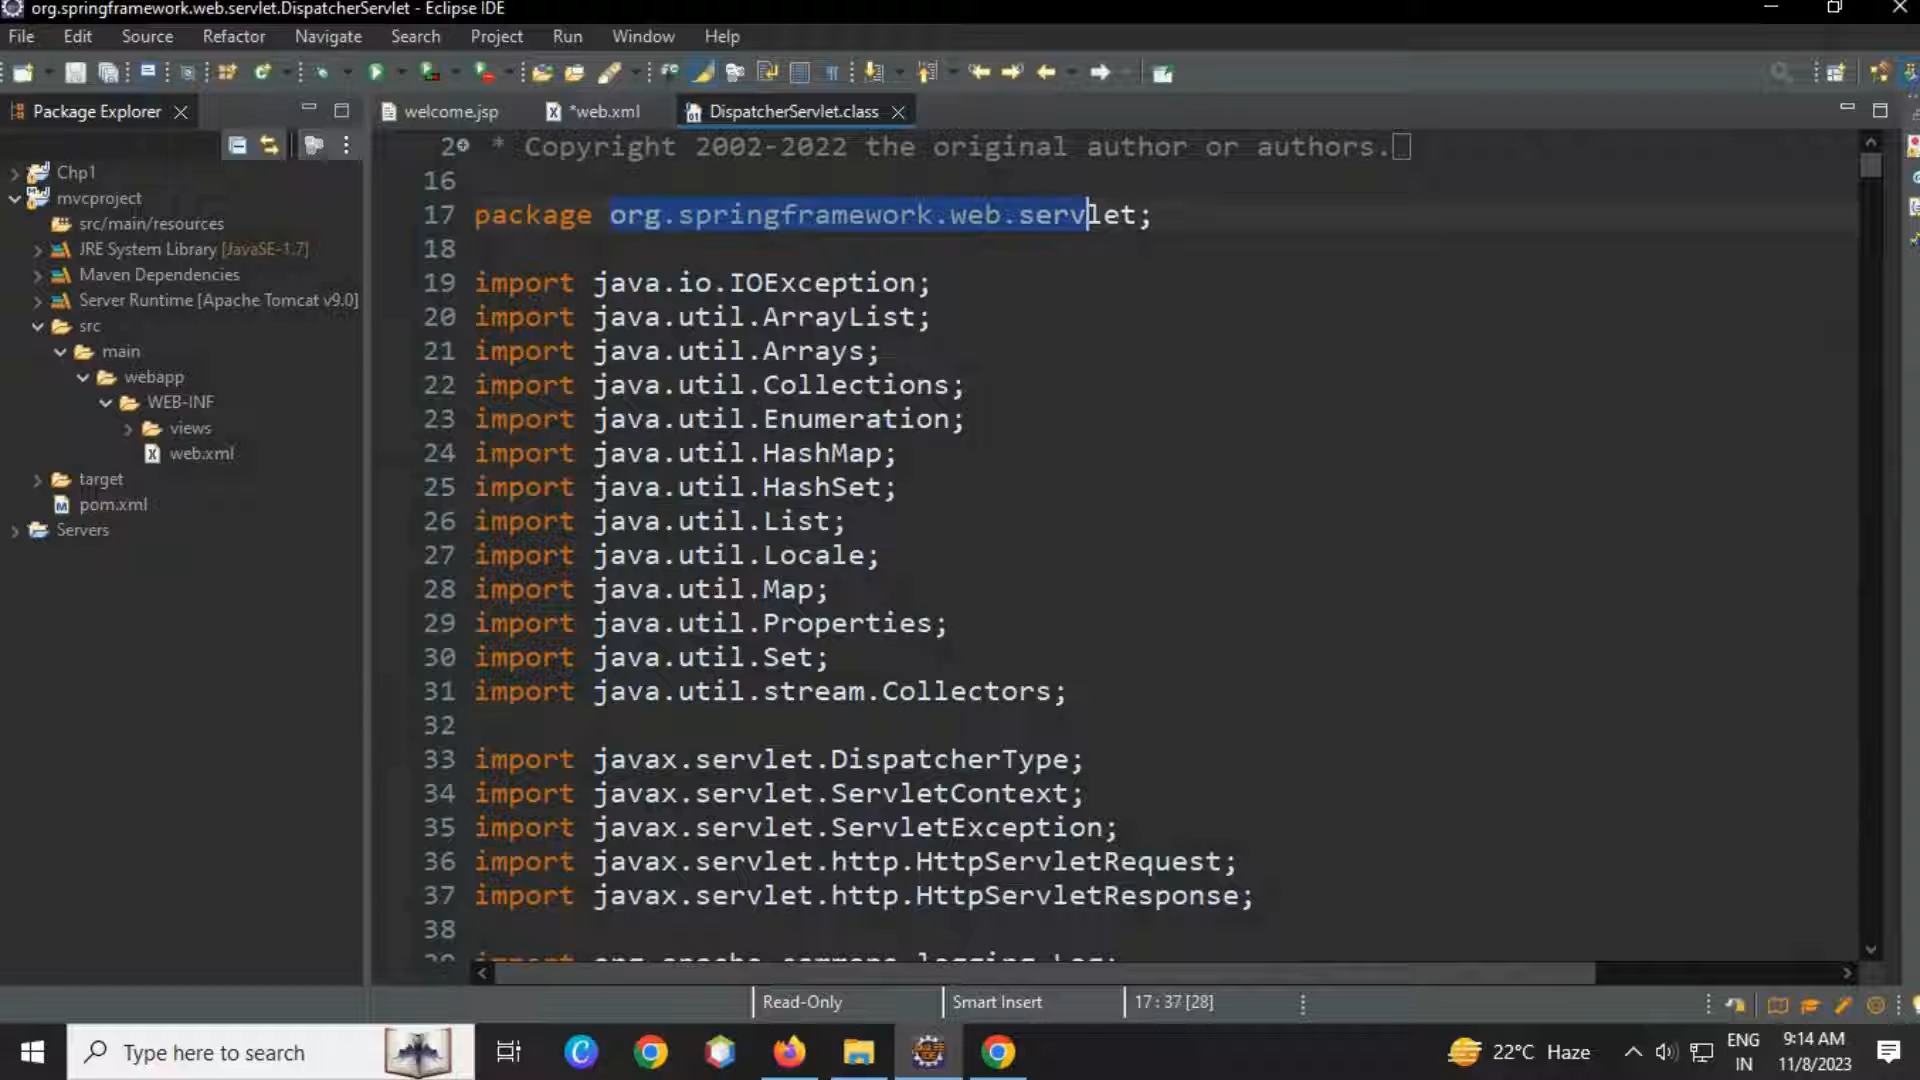 org.springframework.web.servlet.DispatcherServlet - Eclipse IDE
File Edit Source Refactor Navigate Search Project Run Window Help
Package Explorer
welcome.jsp
*web.xml
DispatcherServlet.class
Chp1
mvcproject
src/main/resources
JRE System Library [JavaSE-1.7]
Maven Dependencies
Server Runtime [Apache Tomcat v9.0]
src
main
webapp
WEB-INF
views
web.xml
target
pom.xml
Servers
2 * Copyright 2002-2022 the original author or authors.
16
17 package org.springframework.web.servlet;
18
19 import java.io.IOException;
20 import java.util.ArrayList;
21 import java.util.Arrays;
22 import java.util.Collections;
23 import java.util.Enumeration;
24 import java.util.HashMap;
25 import java.util.HashSet;
26 import java.util.List;
27 import java.util.Locale;
28 import java.util.Map;
29 import java.util.Properties;
30 import java.util.Set;
31 import java.util.stream.Collectors;
32
33 import javax.servlet.DispatcherType;
34 import javax.servlet.ServletContext;
35 import javax.servlet.ServletException;
36 import javax.servlet.http.HttpServletRequest;
37 import javax.servlet.http.HttpServletResponse;
38
Read-Only
Smart Insert
17 : 37 [28]
Type here to search
22°C Haze
ENG
IN
9:14 AM
11/8/2023